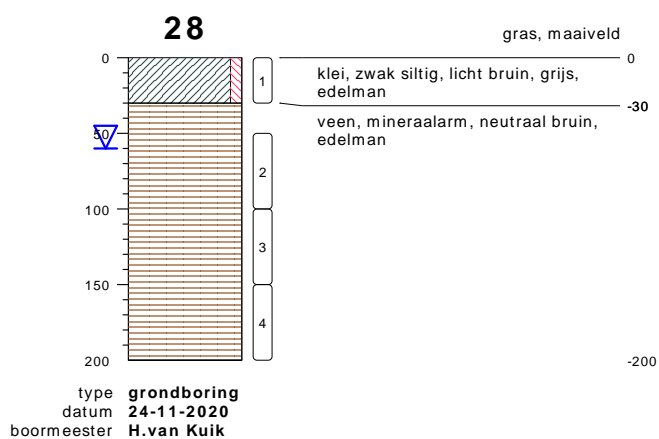 28
gras, maaiveld
0
0
klei, zwak siltig, licht bruin, grijs,
edelman
1
-30
veen, mineraalarm, neutraal bruin,
edelman
50
2
100
3
150
4
200
-200
type grondboring
datum 24-11-2020
boormeester H.van Kuik